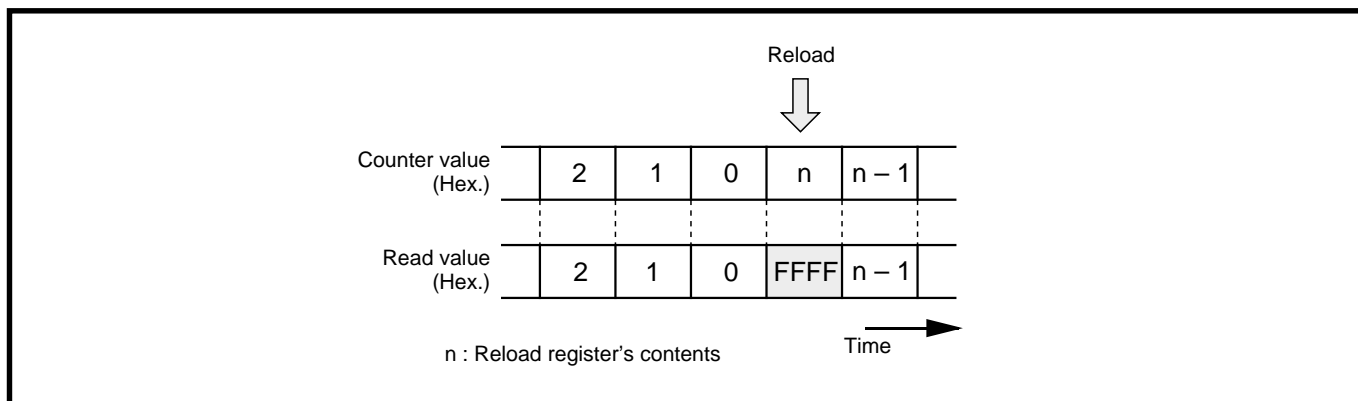 Reload
Counter value
(Hex.)
2 1 0 n n – 1
Read value
(Hex.)
2 1 0 FFFF n – 1
Time
n : Reload register's contents